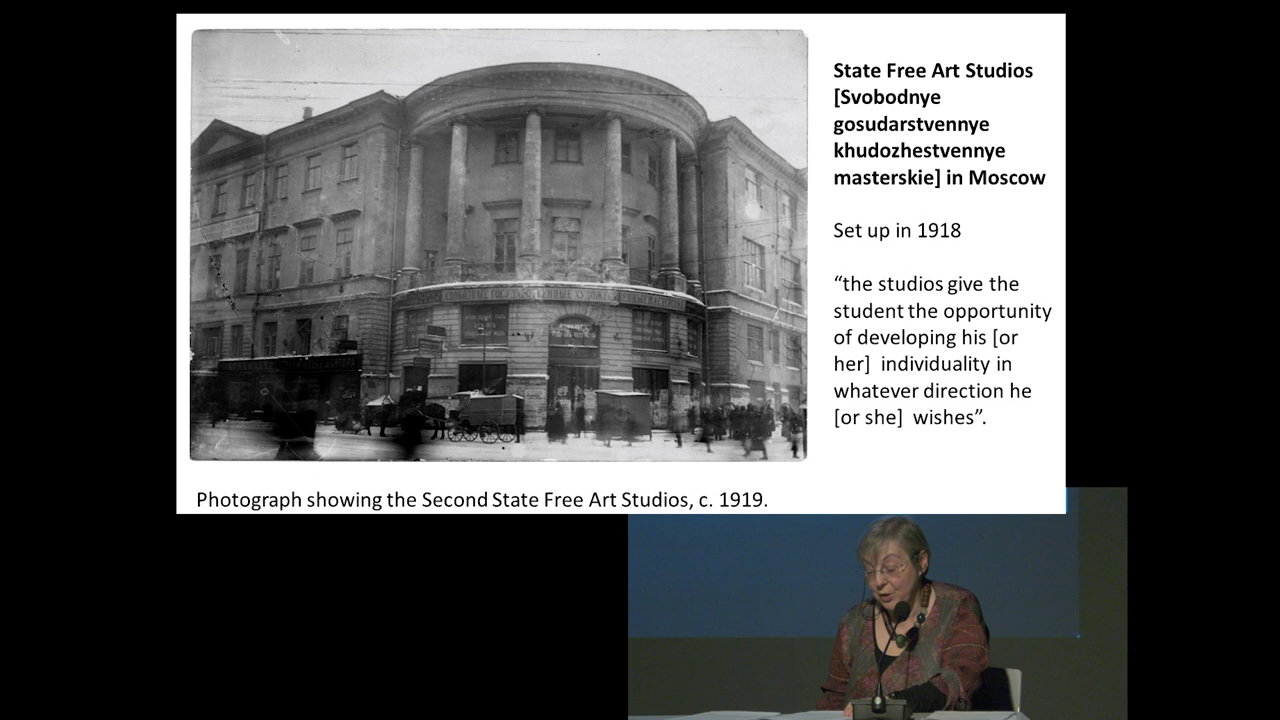 State Free Art Studios
[Svobodnye
gosudarstvennye
khudozhestvennye
masterskie] in Moscow
Set up in 1918
“the studios give the
student the opportunity
of developing his [or
her]  individuality in
whatever direction he
[or she]  wishes”.
Photograph showing the Second State Free Art Studios, c. 1919.